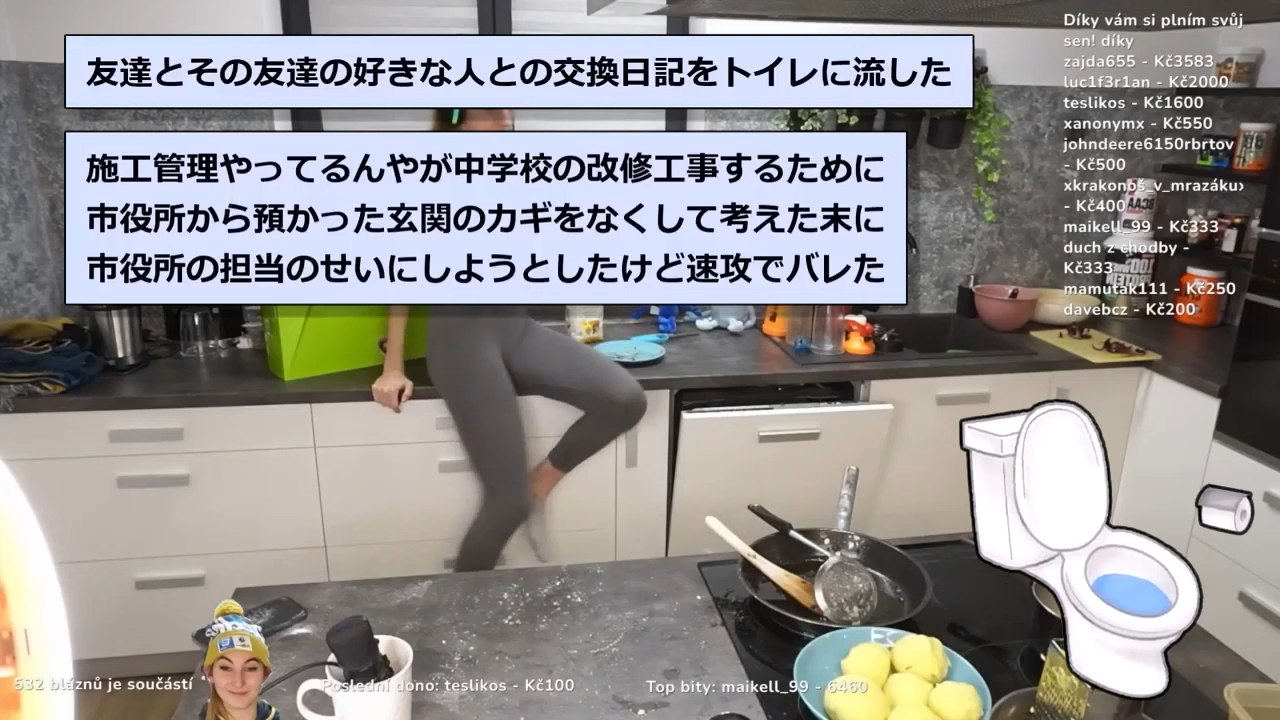 友達とその友達の好きな人との交換日記をトイレに流した
施工管理やってるんやが中学校の改修工事するために
市役所から預かった玄関のカギをなくして考えた末に
市役所の担当のせいにしようとしたけど速攻でバレた
Díky vám si plním svůj
sen! díky
zajda655 - Kč3583
luc1f3r1an - Kč2000
teslikos - Kč1600
xanonymx - Kč550
johndeere6150rbrtov
- Kč500
xkrakonoš_v_mrazákux
- Kč400
maikell_99 - Kč333
duch z chodby -
Kč333
mamutak111 - Kč250
davebcz - Kč200
532 bláznů je součástí
Poslední dono: teslikos - Kč100
Top bity: maikell_99 - 6460